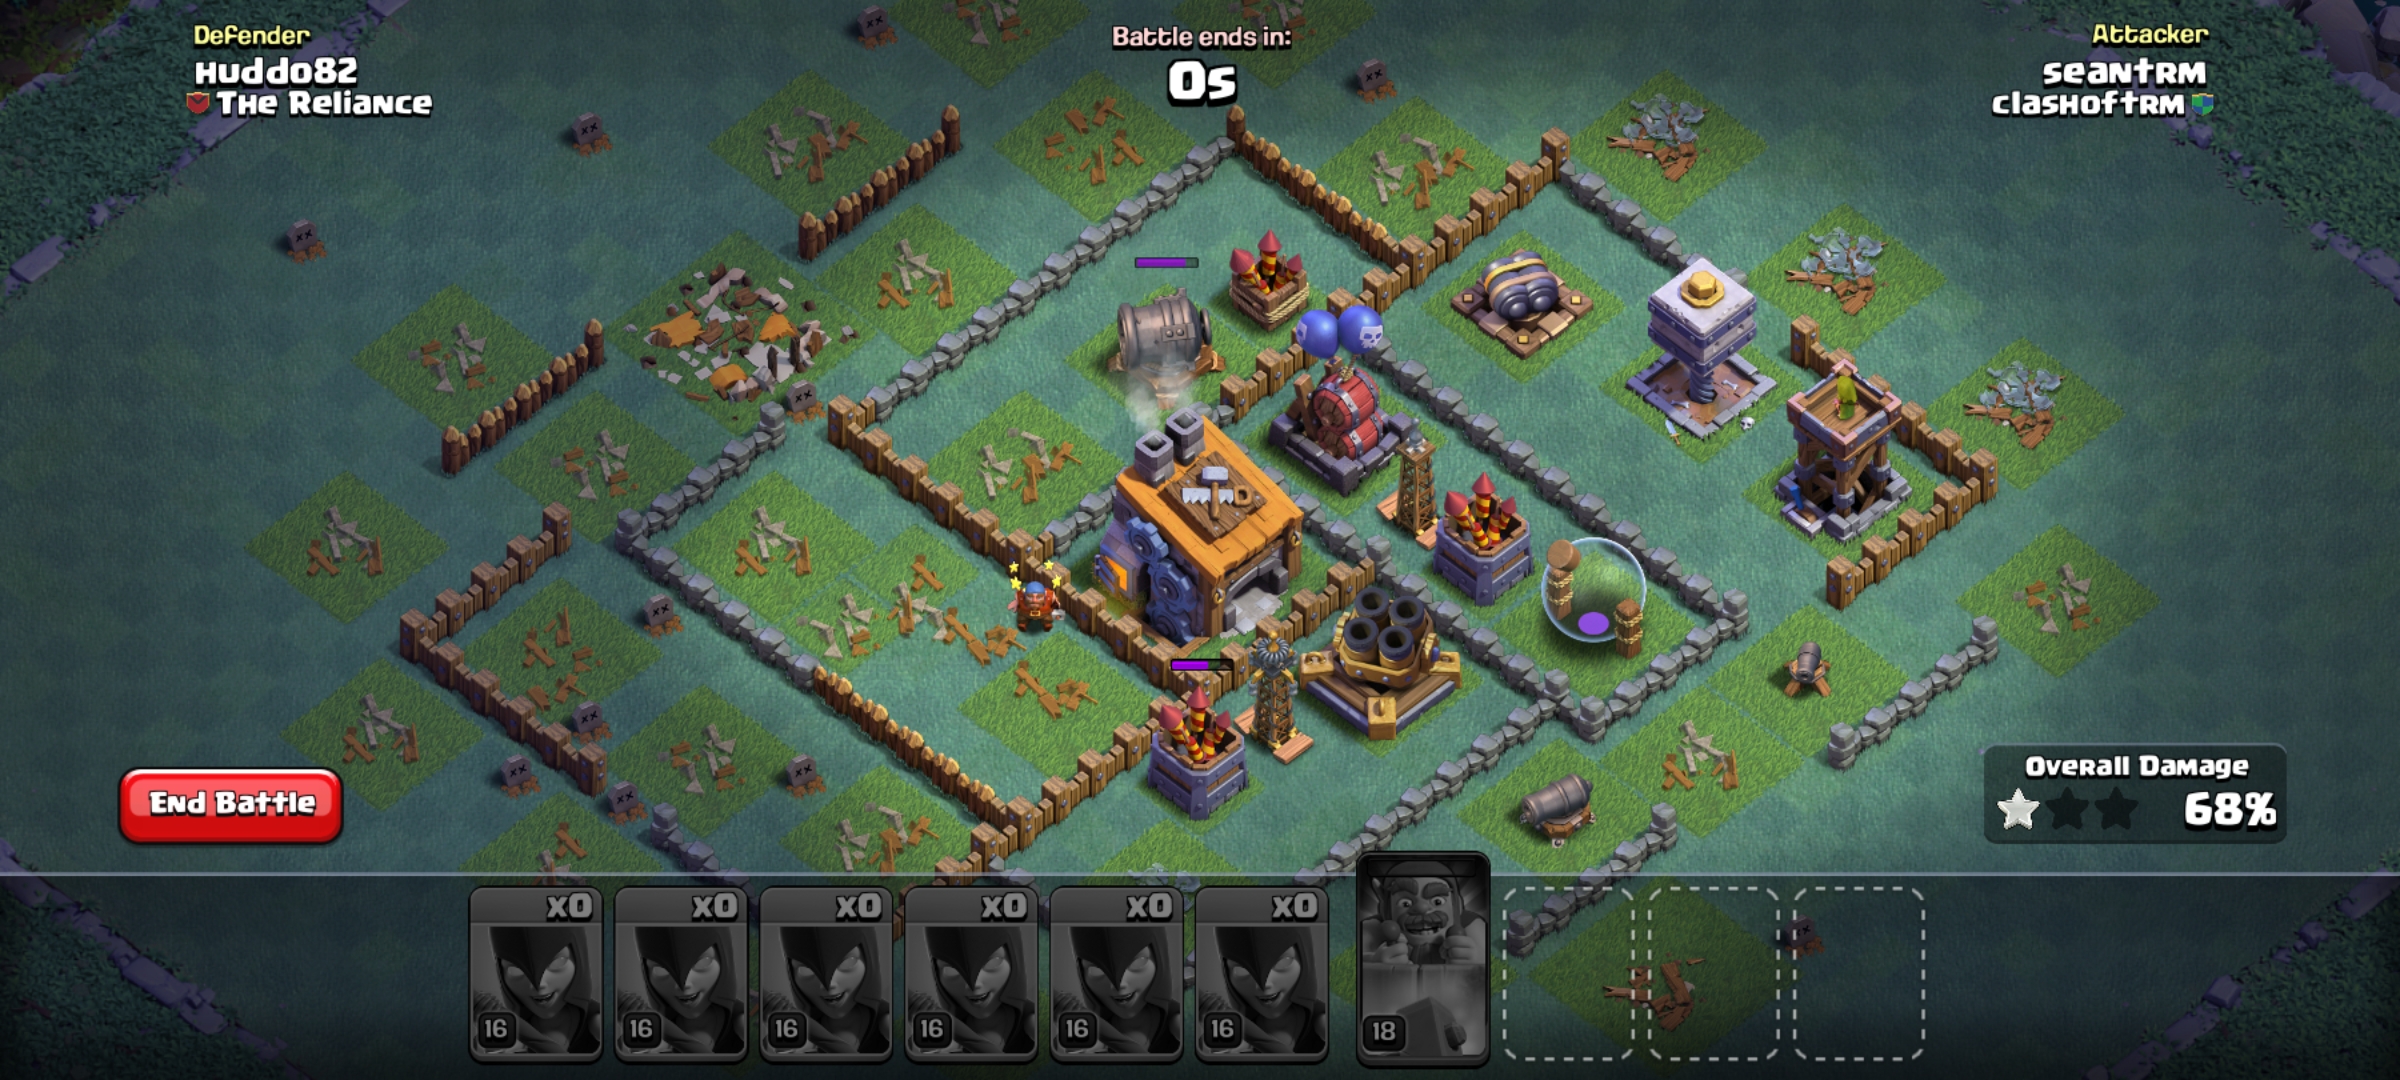 Defender
Huddo82
The Reliance
Battle ends in:
0s
Attacker
seantRM
clashoftRM
End Battle
Overall Damage
68%
x0
x0
x0
x0
x0
x0
16
16
16
16
16
16
18